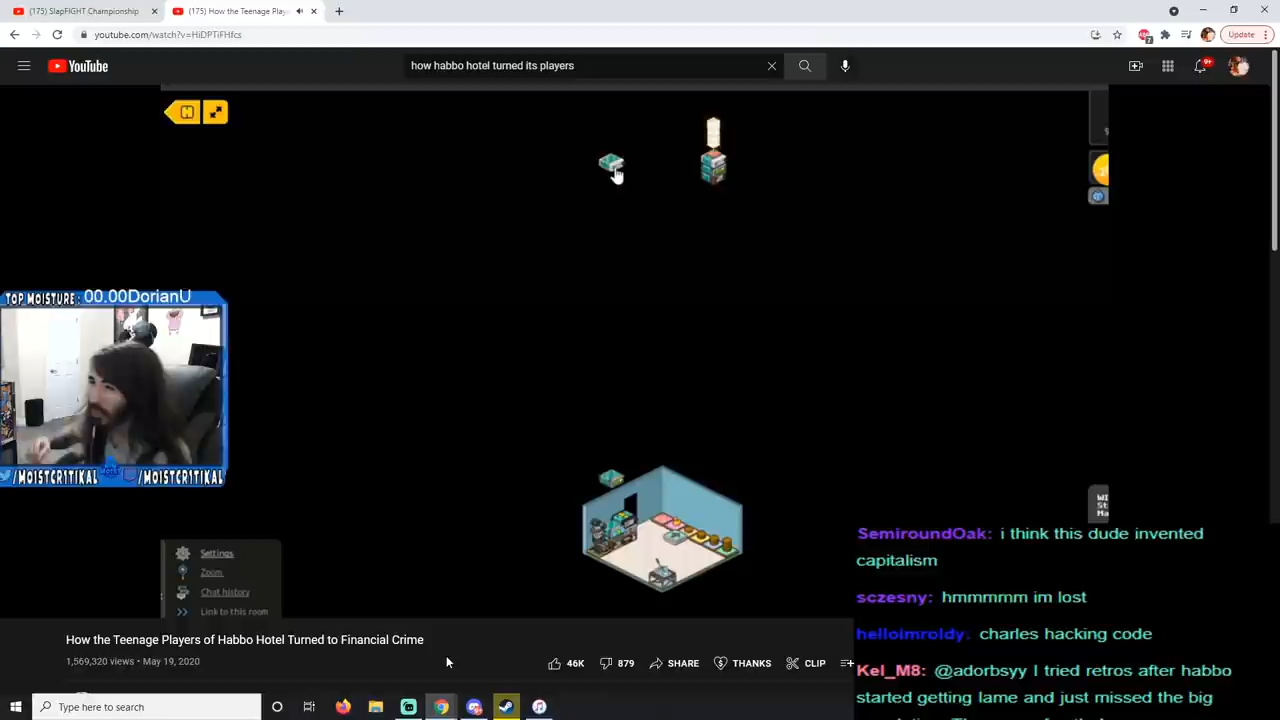 (175) SlapFIGHT Championship
(175) How the Teenage Play
Update
youtube.com/watch?v=HiDPTiFHfcs
YouTube
how habbo hotel turned its players
9+
TOP MOISTURE : 00.00DorianU
/MOISTCR1TIKAL
/MOISTCR1TIKAL
Settings
Zoom
Chat history
Link to this room
How the Teenage Players of Habbo Hotel Turned to Financial Crime
1,569,320 views • May 19, 2020
46K
879
SHARE
THANKS
CLIP
SemiroundOak: i think this dude invented
capitalism
sczesny: hmmmmm im lost
helloimroldy: charles hacking code
Kel_M8: @adorbsyy I tried retros after habbo
started getting lame and just missed the big
Type here to search